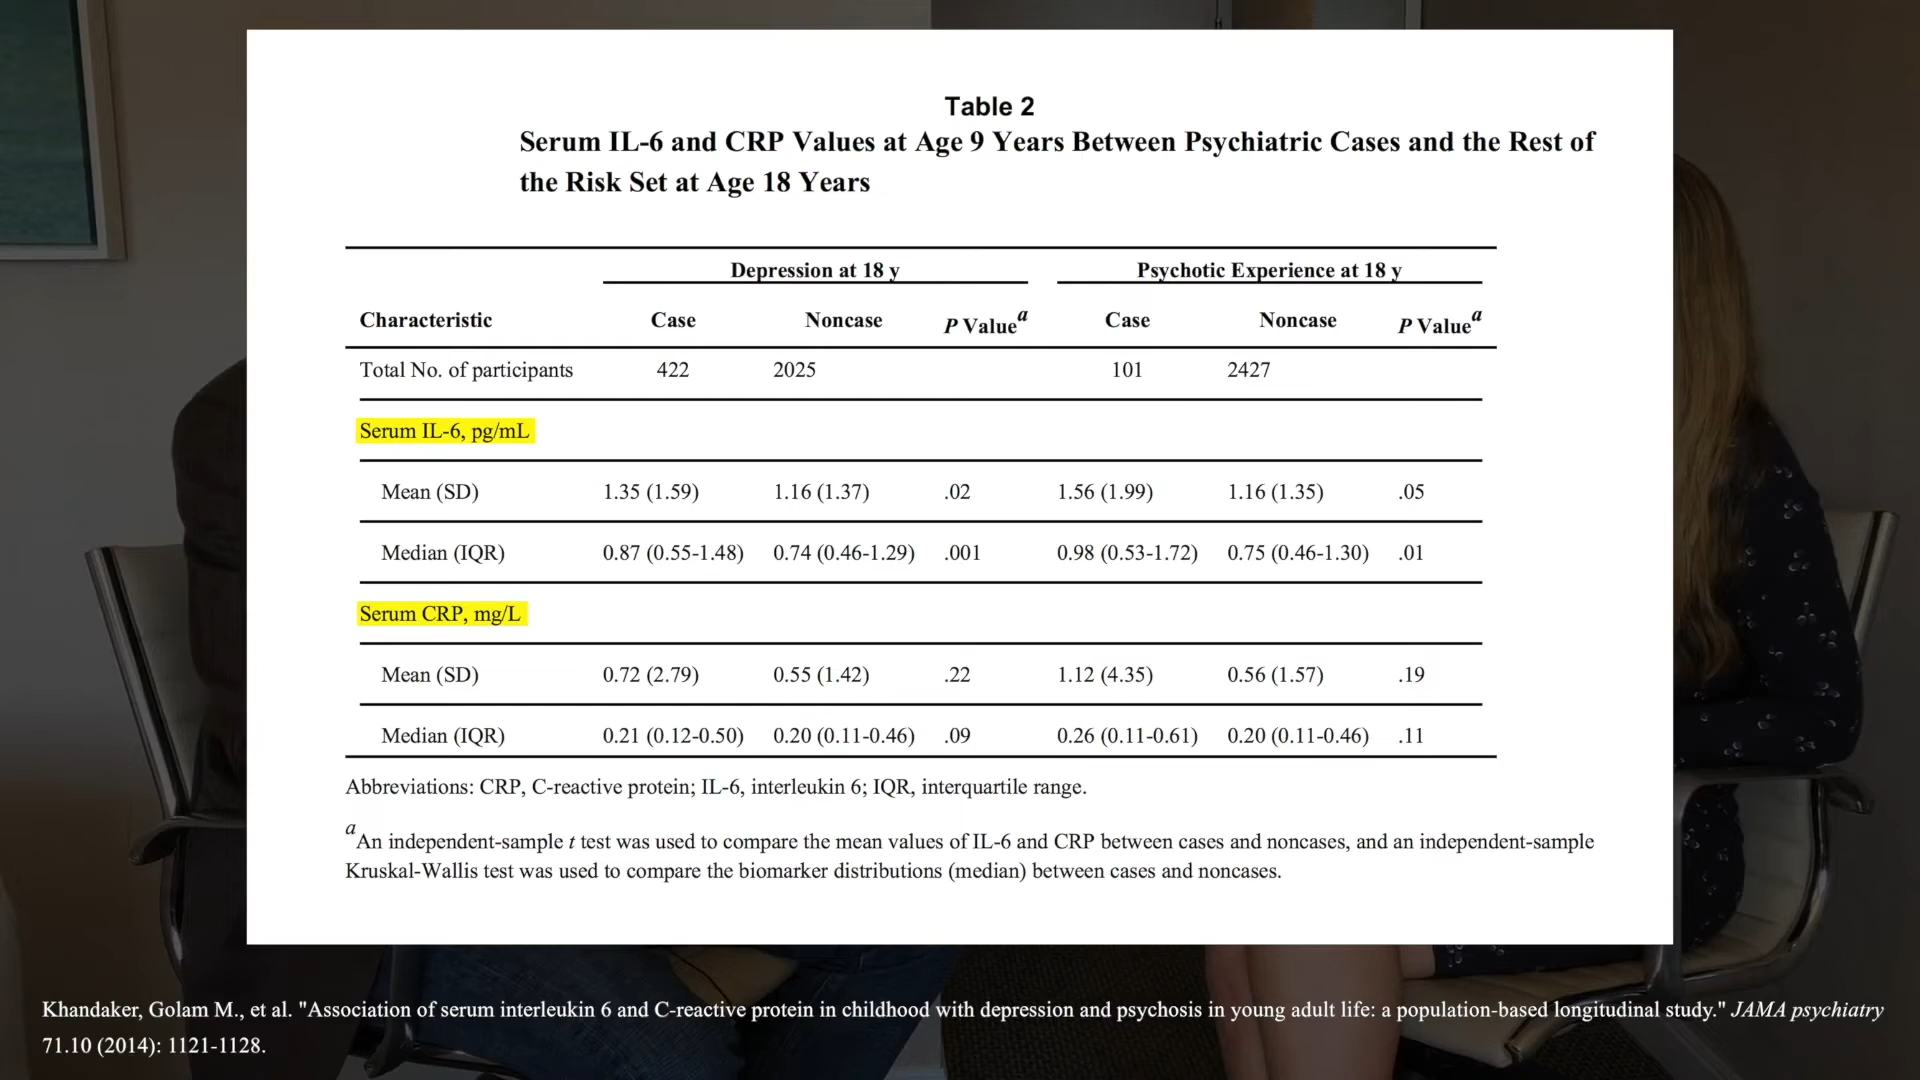 Table 2
Serum IL-6 and CRP Values at Age 9 Years Between Psychiatric Cases and the Rest of
the Risk Set at Age 18 Years
Depression at 18 y Psychotic Experience at 18 y
Characteristic Case Noncase P Valueᵃ Case Noncase P Valueᵃ
Total No. of participants 422 2025 101 2427
Serum IL-6, pg/mL
Mean (SD) 1.35 (1.59) 1.16 (1.37) .02 1.56 (1.99) 1.16 (1.35) .05
Median (IQR) 0.87 (0.55-1.48) 0.74 (0.46-1.29) .001 0.98 (0.53-1.72) 0.75 (0.46-1.30) .01
Serum CRP, mg/L
Mean (SD) 0.72 (2.79) 0.55 (1.42) .22 1.12 (4.35) 0.56 (1.57) .19
Median (IQR) 0.21 (0.12-0.50) 0.20 (0.11-0.46) .09 0.26 (0.11-0.61) 0.20 (0.11-0.46) .11
Abbreviations: CRP, C-reactive protein; IL-6, interleukin 6; IQR, interquartile range.
ᵃAn independent-sample t test was used to compare the mean values of IL-6 and CRP between cases and noncases, and an independent-sample
Kruskal-Wallis test was used to compare the biomarker distributions (median) between cases and noncases.
Khandaker, Golam M., et al. "Association of serum interleukin 6 and C-reactive protein in childhood with depression and psychosis in young adult life: a population-based longitudinal study." JAMA psychiatry
71.10 (2014): 1121-1128.